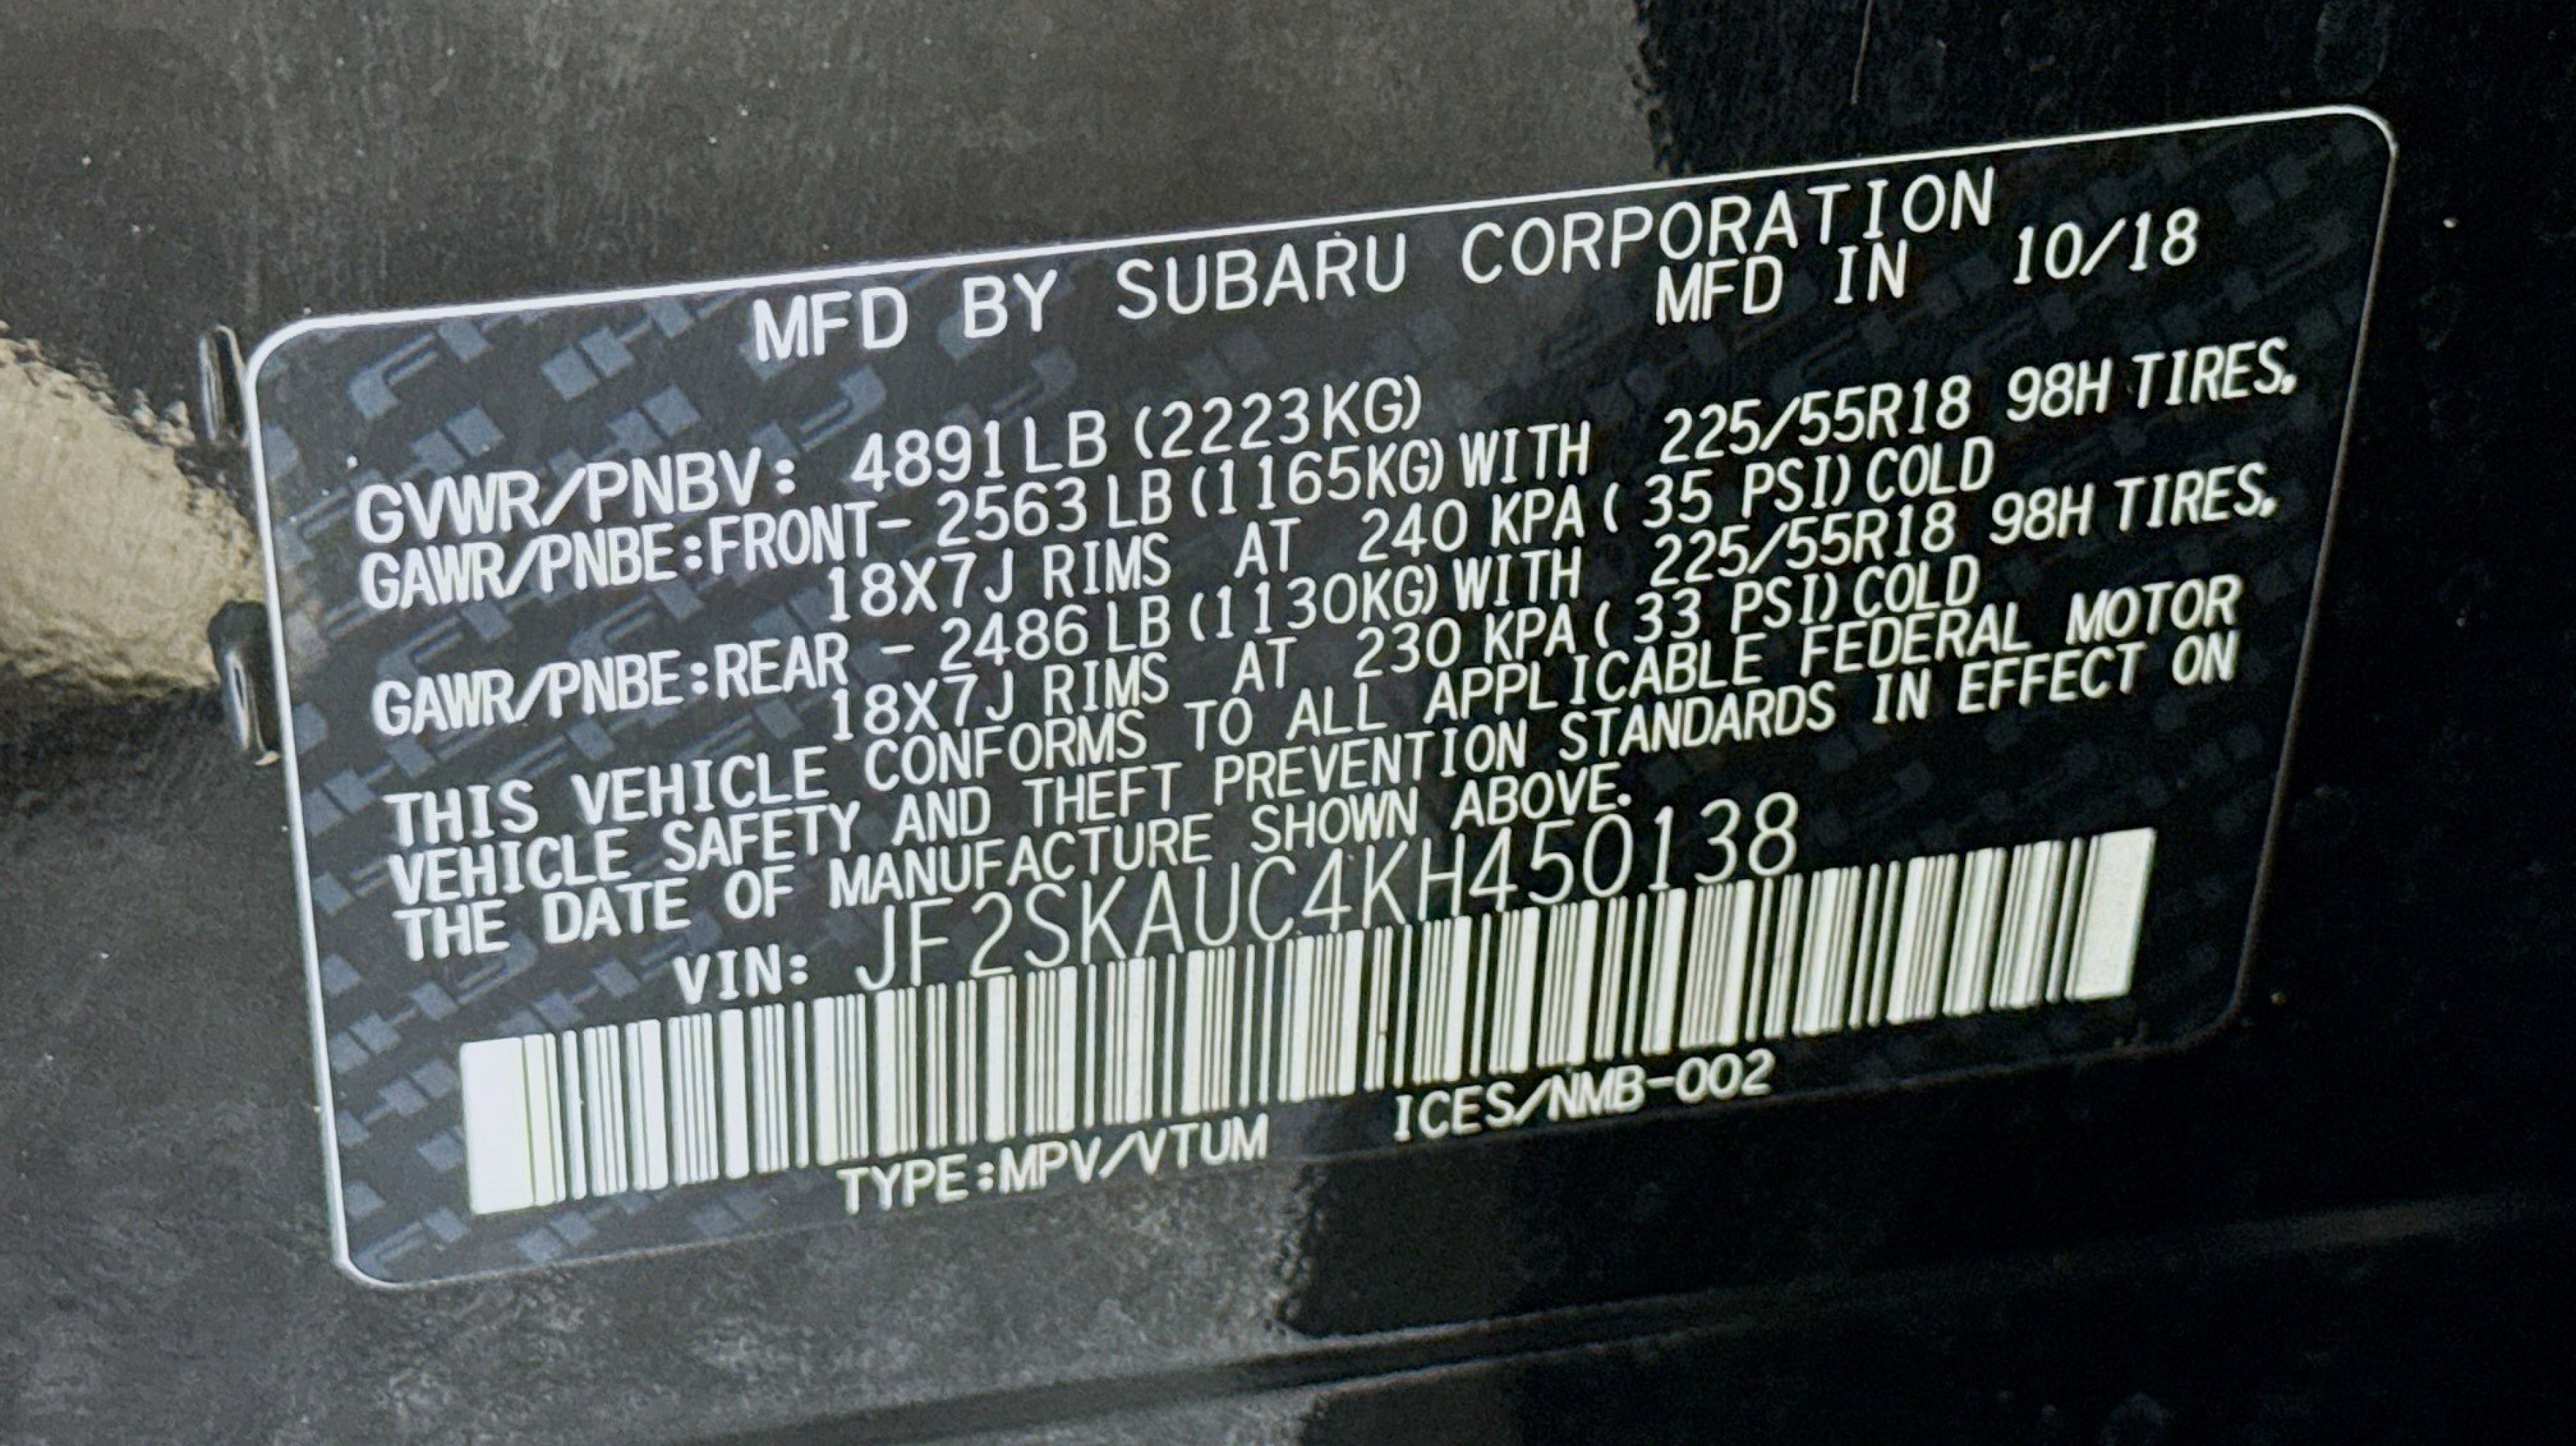 MFD BY SUBARU CORPORATION
MFD IN 10/18
GVWR/PNBV: 4891LB (2223KG)
GAWR/PNBE:FRONT- 2563 LB (1165KG) WITH 225/55R18 98H TIRES,
18X7J RIMS AT 240 KPA ( 35 PSI) COLD
GAWR/PNBE:REAR - 2486 LB (1130KG) WITH 225/55R18 98H TIRES,
18X7J RIMS AT 230 KPA ( 33 PSI) COLD
THIS VEHICLE CONFORMS TO ALL APPLICABLE FEDERAL MOTOR
VEHICLE SAFETY AND THEFT PREVENTION STANDARDS IN EFFECT ON
THE DATE OF MANUFACTURE SHOWN ABOVE.
VIN: JF2SKAUC4KH450138
TYPE:MPV/VTUM ICES/NMB-002